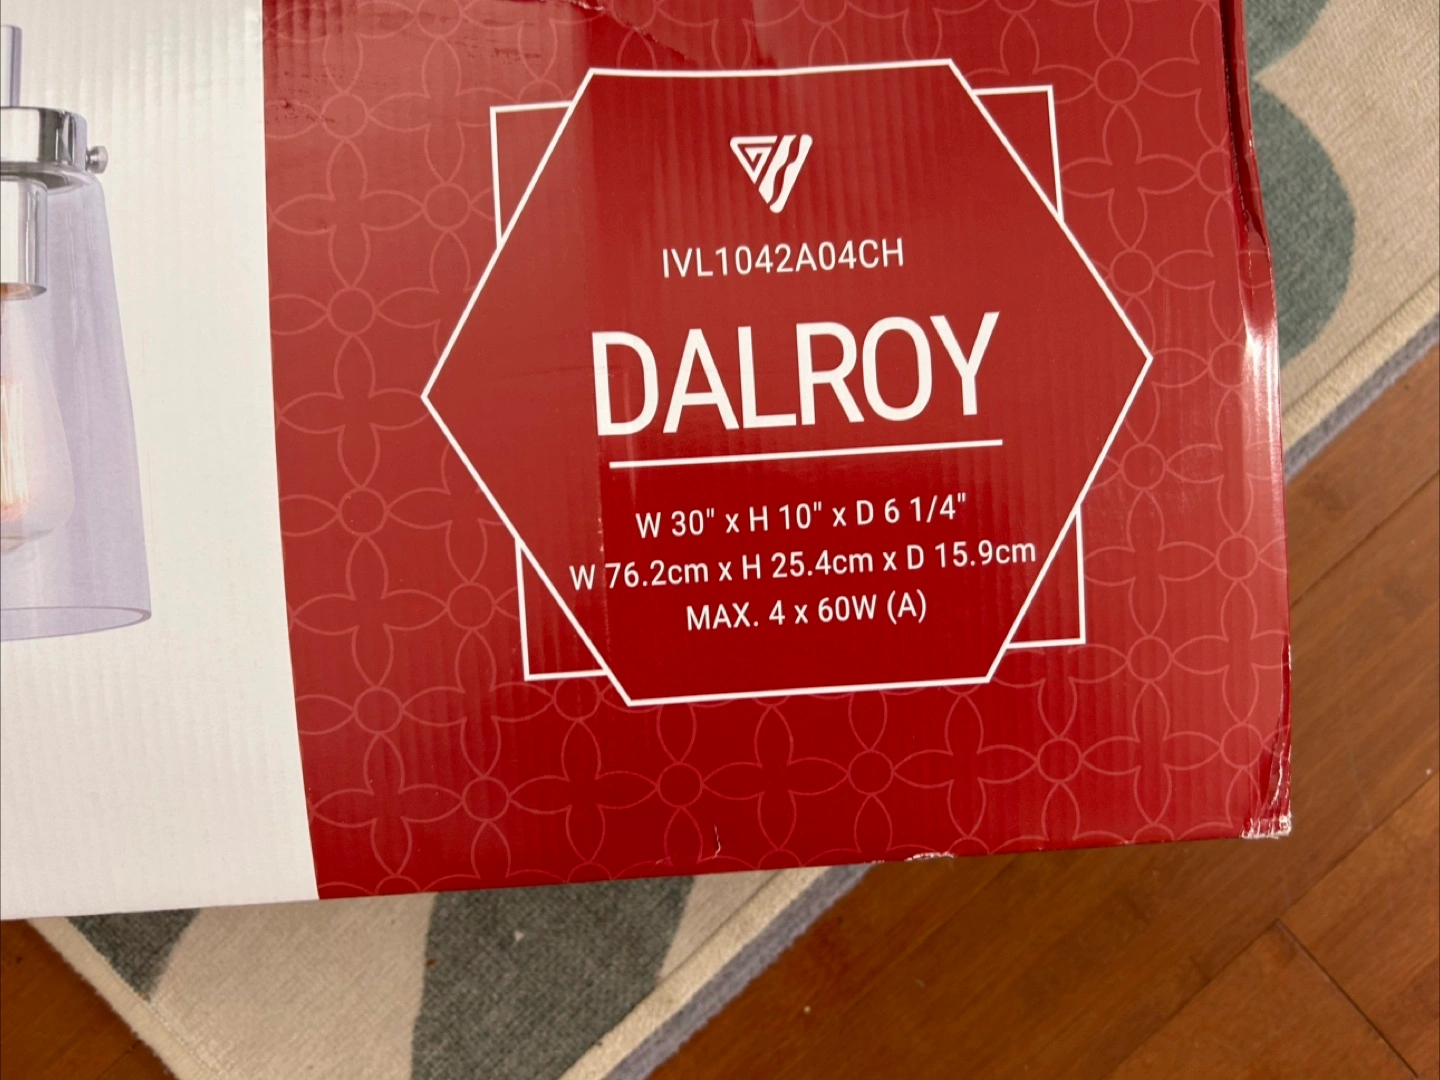 IVL1042A04CH
DALROY
W 30" x H 10" x D 6 1/4"
W 76.2cm x H 25.4cm x D 15.9cm
MAX. 4 x 60W (A)